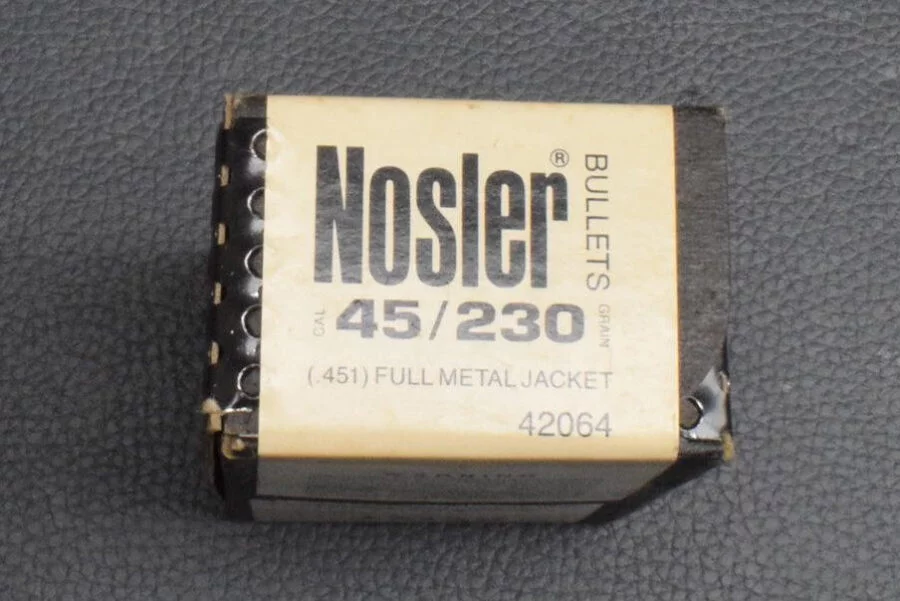 Nosler®
BULLETS
CAL 45/230 GRAIN
(.451) FULL METAL JACKET
42064